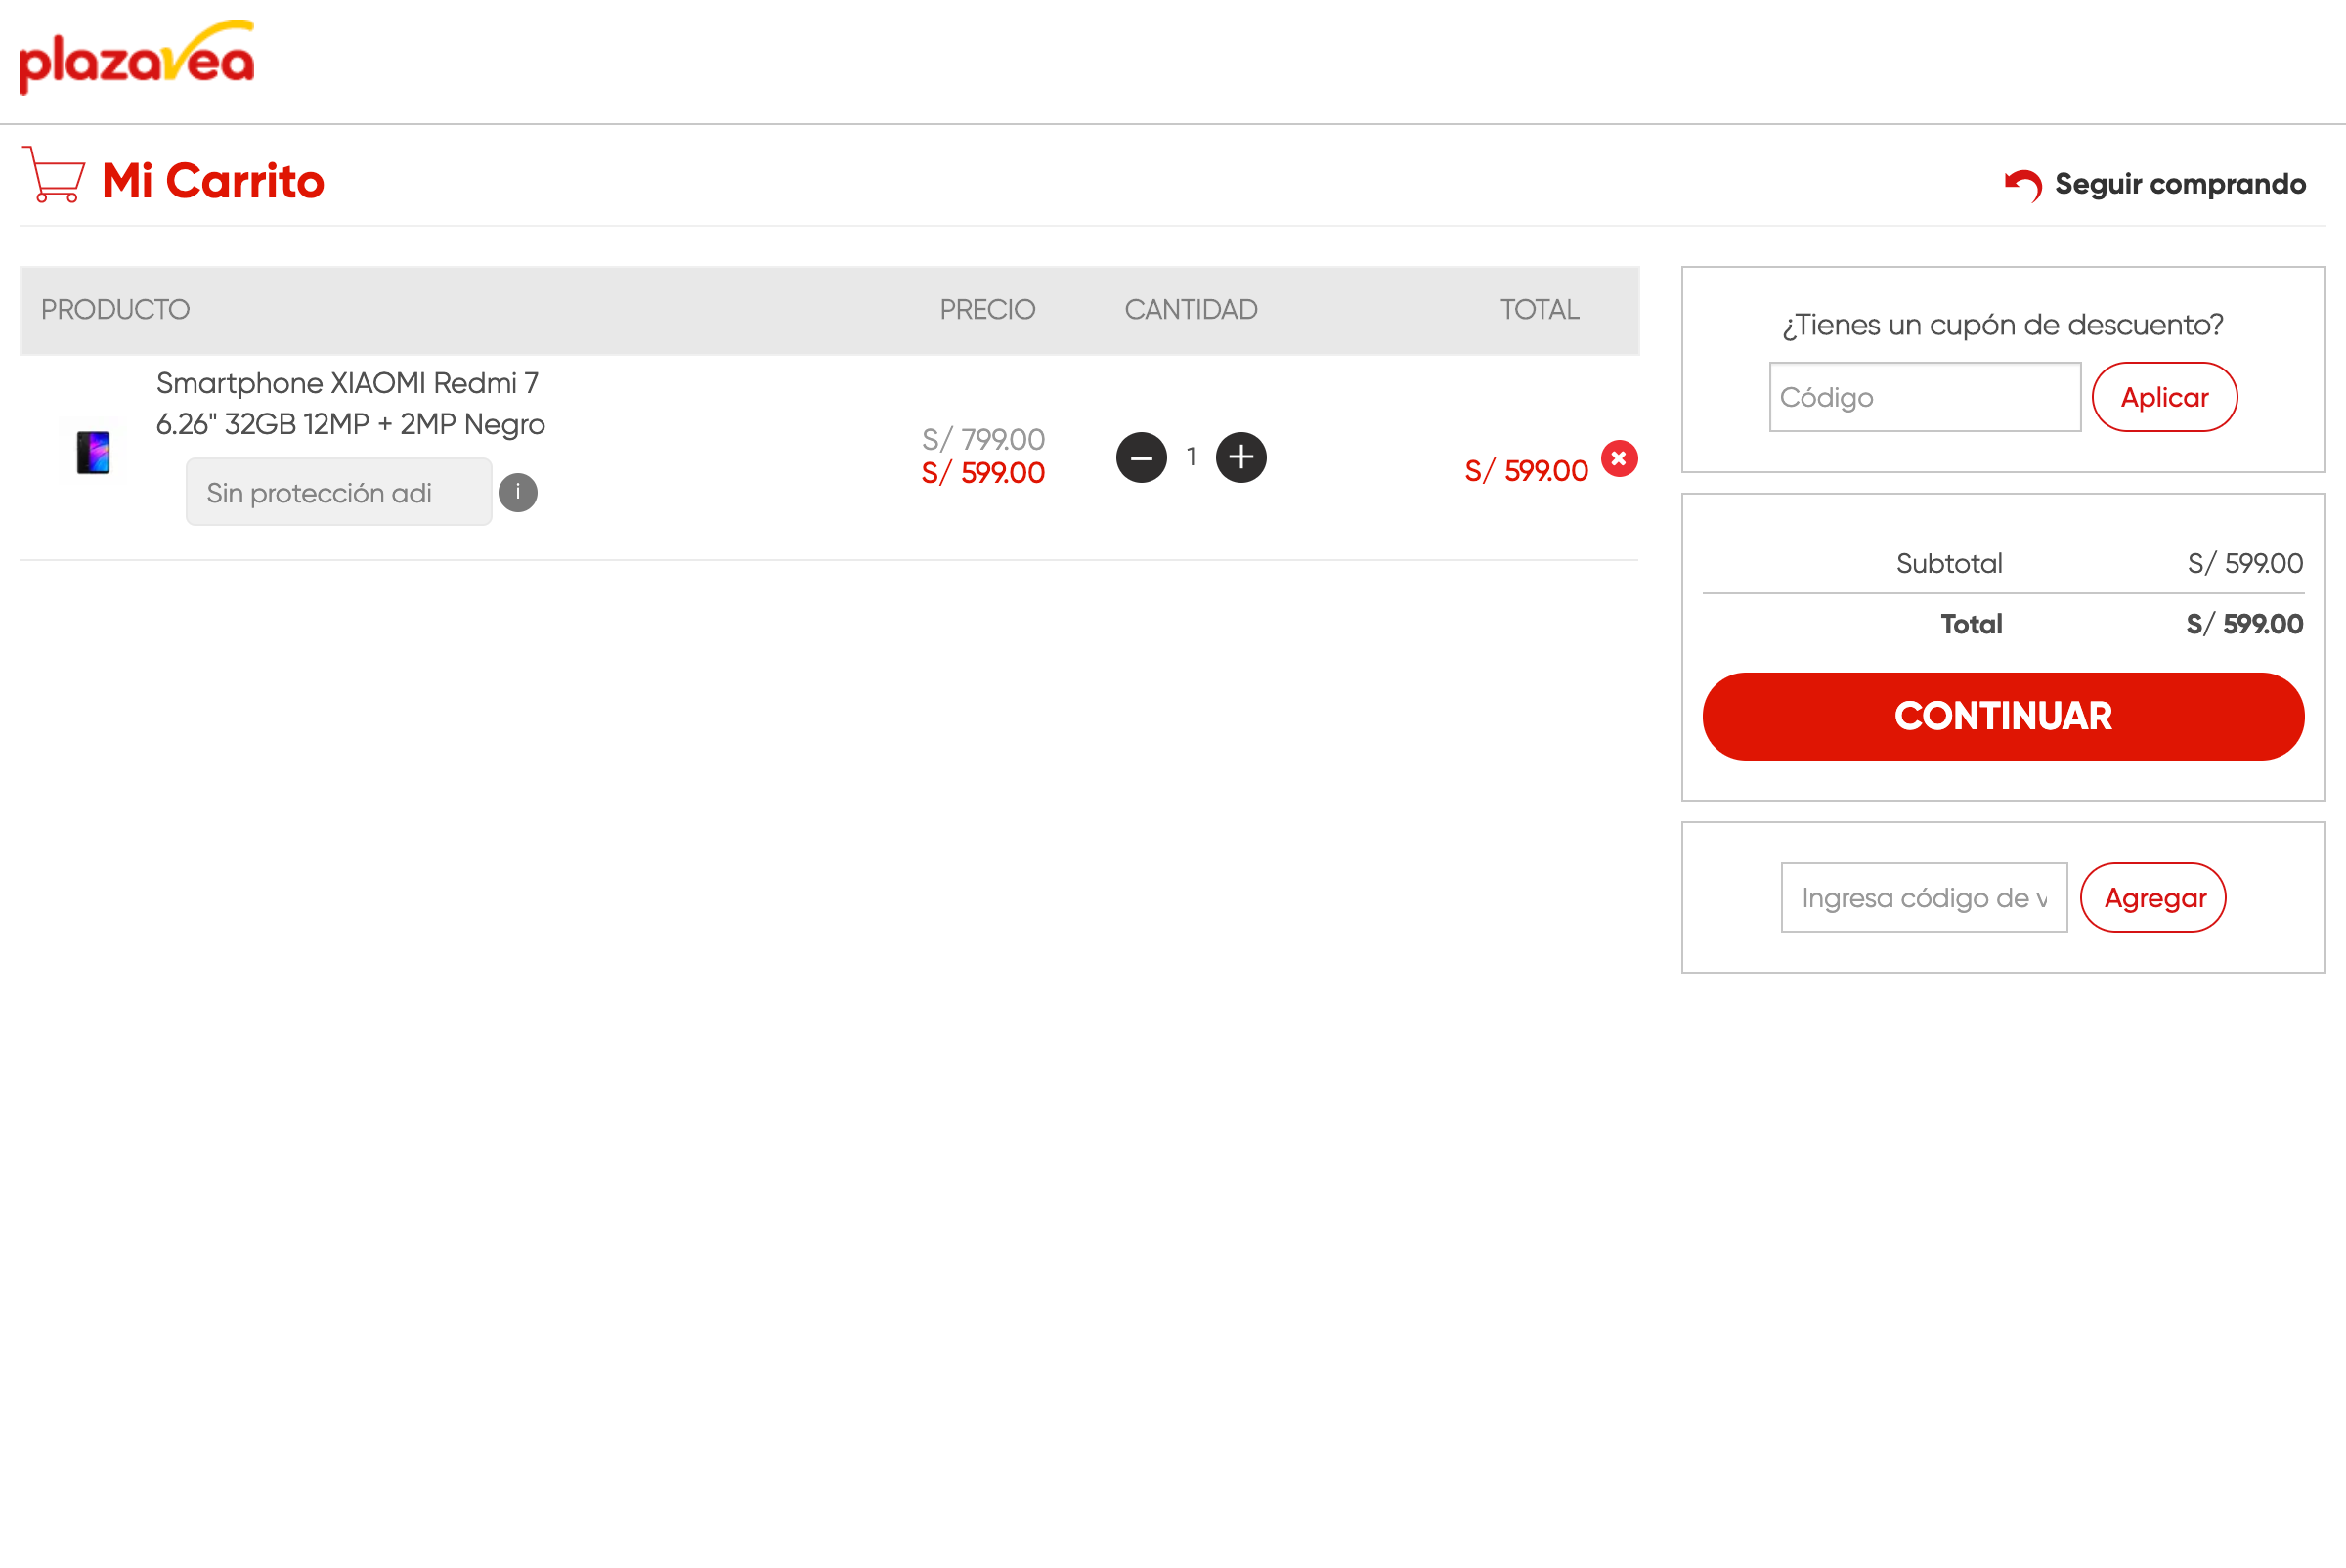 plazavea
Mi Carrito
Seguir comprando
PRODUCTO PRECIO CANTIDAD TOTAL
Smartphone XIAOMI Redmi 7
6.26" 32GB 12MP + 2MP Negro
Sin protección adi
i
S/ 799.00
S/ 599.00
1
S/ 599.00
¿Tienes un cupón de descuento?
Código
Aplicar
Subtotal S/ 599.00
Total S/ 599.00
CONTINUAR
Ingresa código de v
Agregar